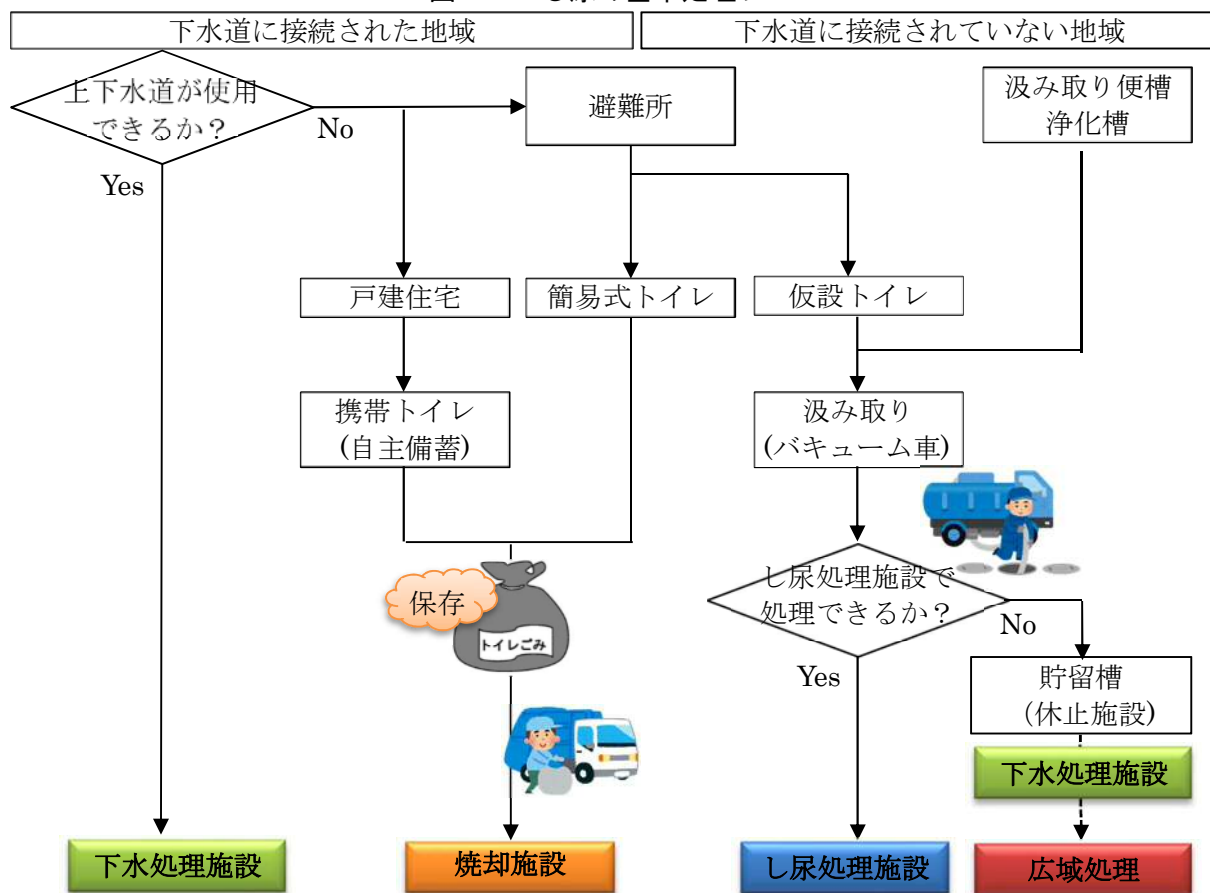 下水道に接続された地域
下水道に接続されていない地域
上下水道が使用
できるか？
No
Yes
避難所
汲み取り便槽
浄化槽
戸建住宅
簡易式トイレ
仮設トイレ
携帯トイレ
(自主備蓄)
汲み取り
(バキューム車)
保存
トイレごみ
し尿処理施設で
処理できるか？
No
Yes
貯留槽
(休止施設)
下水処理施設
下水処理施設
焼却施設
し尿処理施設
広域処理